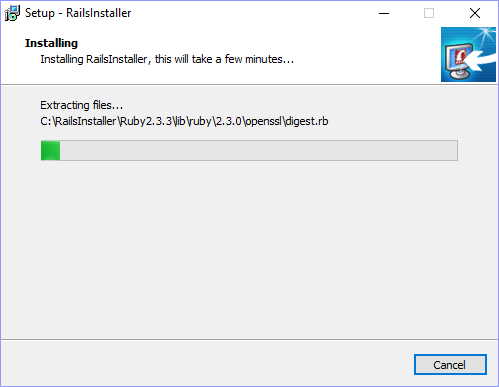 Setup - RailsInstaller
Installing
Installing RailsInstaller, this will take a few minutes...
Extracting files...
C:\RailsInstaller\Ruby2.3.3\lib\ruby\2.3.0\openssl\digest.rb
Cancel